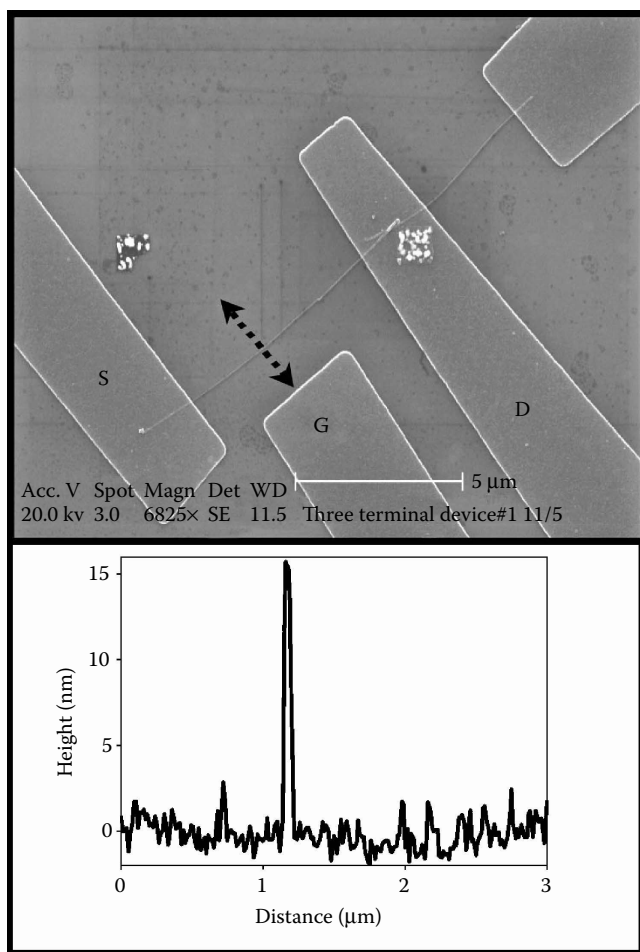 S
G
D
5 μm
Acc. V Spot Magn Det WD
20.0 kv 3.0 6825× SE 11.5 Three terminal device#1 11/5
15
10
5
0
Height (nm)
0 1 2 3
Distance (μm)